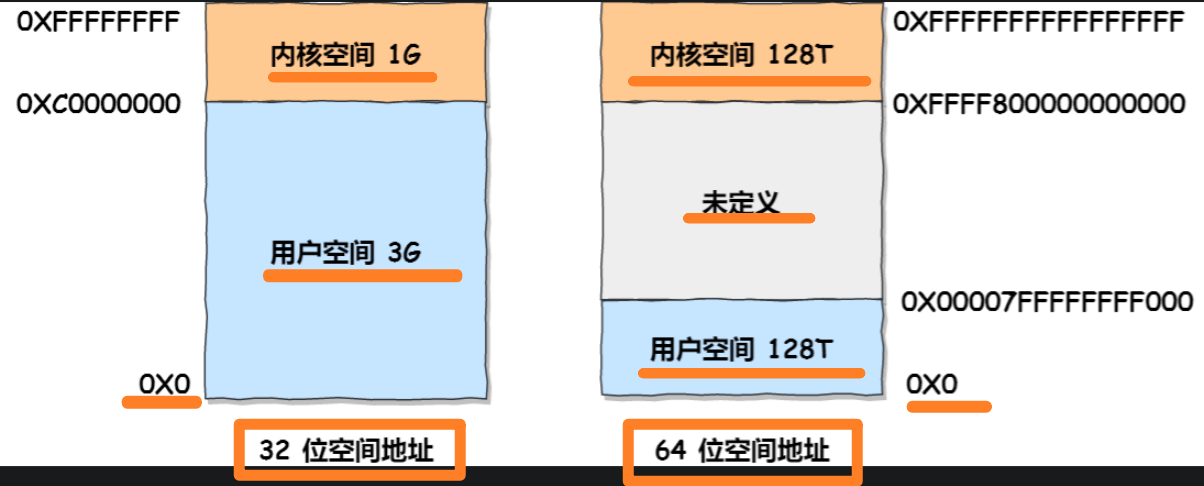 0XFFFFFFFF
内核空间 1G
0XC0000000
用户空间 3G
0X0
32 位空间地址
0XFFFFFFFFFFFFFFFF
内核空间 128T
0XFFFF800000000000
未定义
0X00007FFFFFFFF000
用户空间 128T
0X0
64 位空间地址